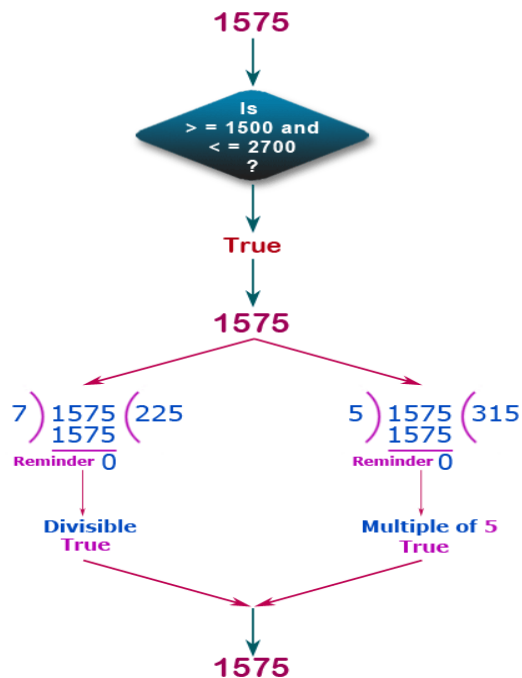 1575
Is
> = 1500 and
< = 2700
?
True
1575
7 ) 1575 ( 225
1575
Reminder 0
Divisible
True
5 ) 1575 ( 315
1575
Reminder 0
Multiple of 5
True
1575